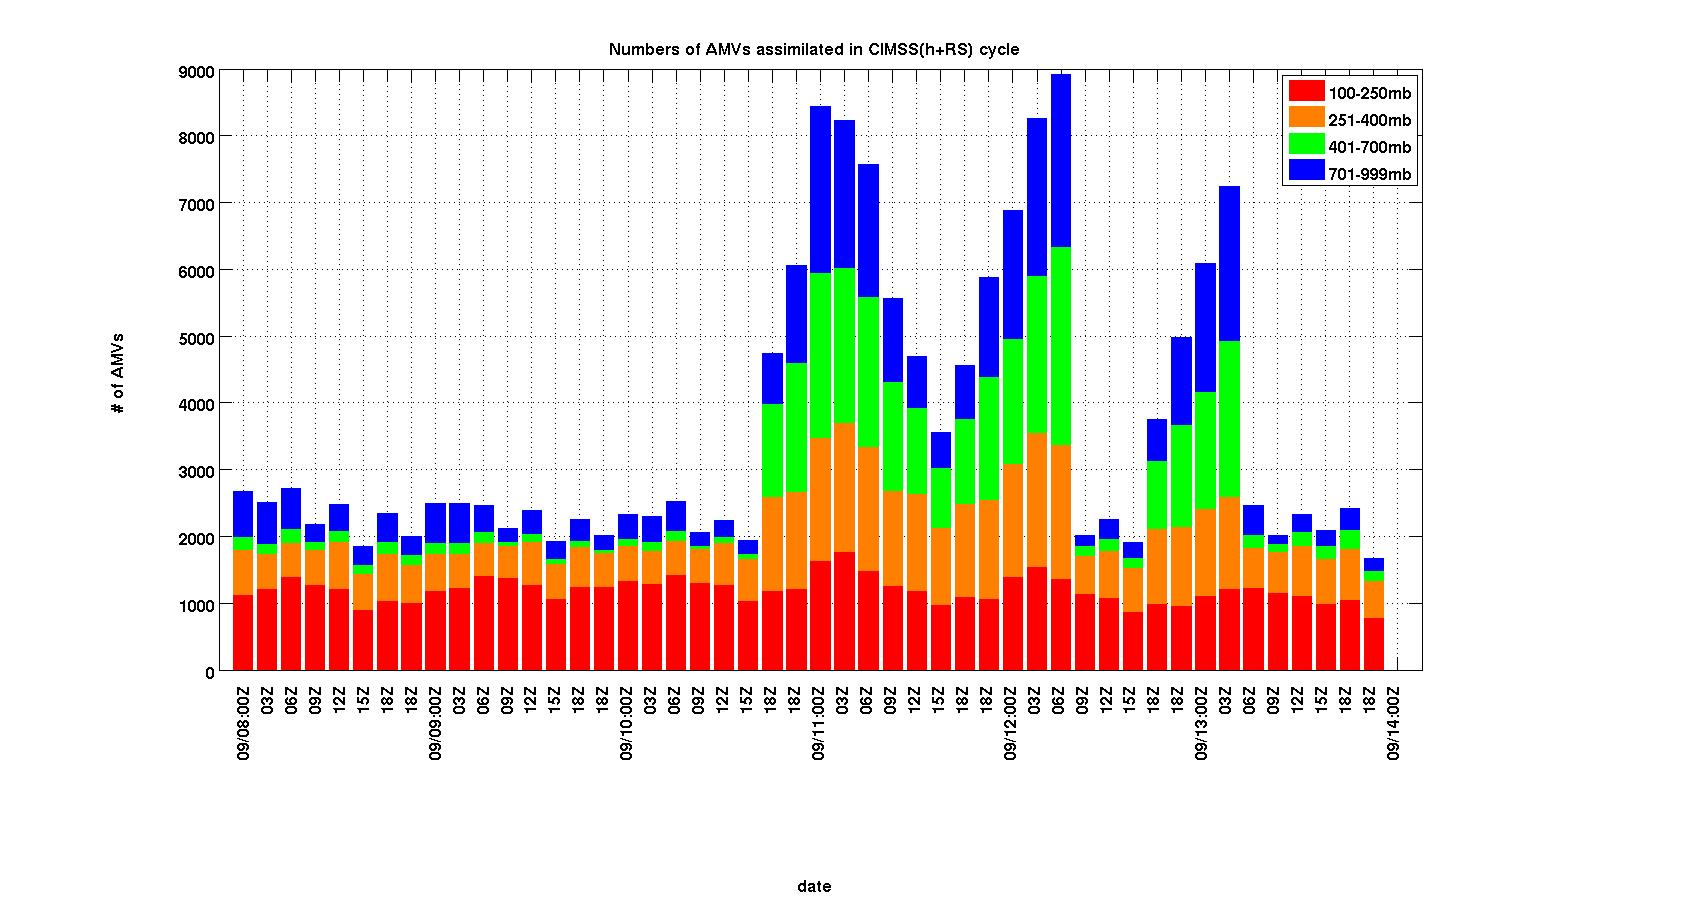 Numbers of AMVs assimilated in CIMSS(h+RS) cycle
9000
8000
7000
6000
5000
4000
3000
2000
1000
0
# of AMVs
100-250mb
251-400mb
401-700mb
701-999mb
09/08:00Z 03Z 06Z 09Z 12Z 15Z 18Z 18Z 09/09:00Z 03Z 06Z 09Z 12Z 15Z 18Z 18Z 09/10:00Z 03Z 06Z 09Z 12Z 15Z 18Z 18Z 09/11:00Z 03Z 06Z 09Z 12Z 15Z 18Z 18Z 09/12:00Z 03Z 06Z 09Z 12Z 15Z 18Z 18Z 09/13:00Z 03Z 06Z 09Z 12Z 15Z 18Z 18Z 09/14:00Z 03Z
date